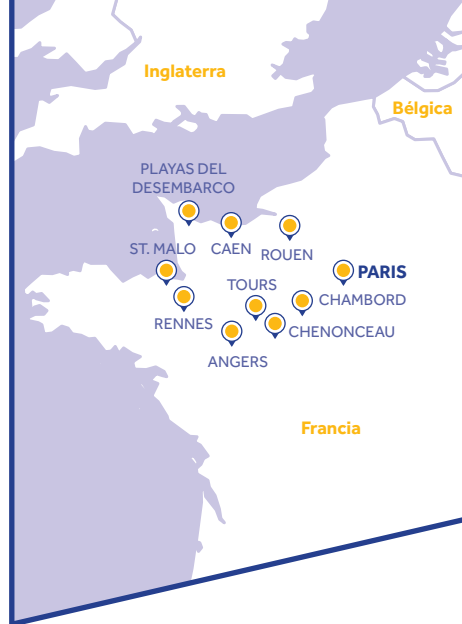 Inglaterra
Bélgica
PLAYAS DEL
DESEMBARCO
ST. MALO
CAEN
ROUEN
PARIS
TOURS
CHAMBORD
RENNES
CHENONCEAU
ANGERS
Francia